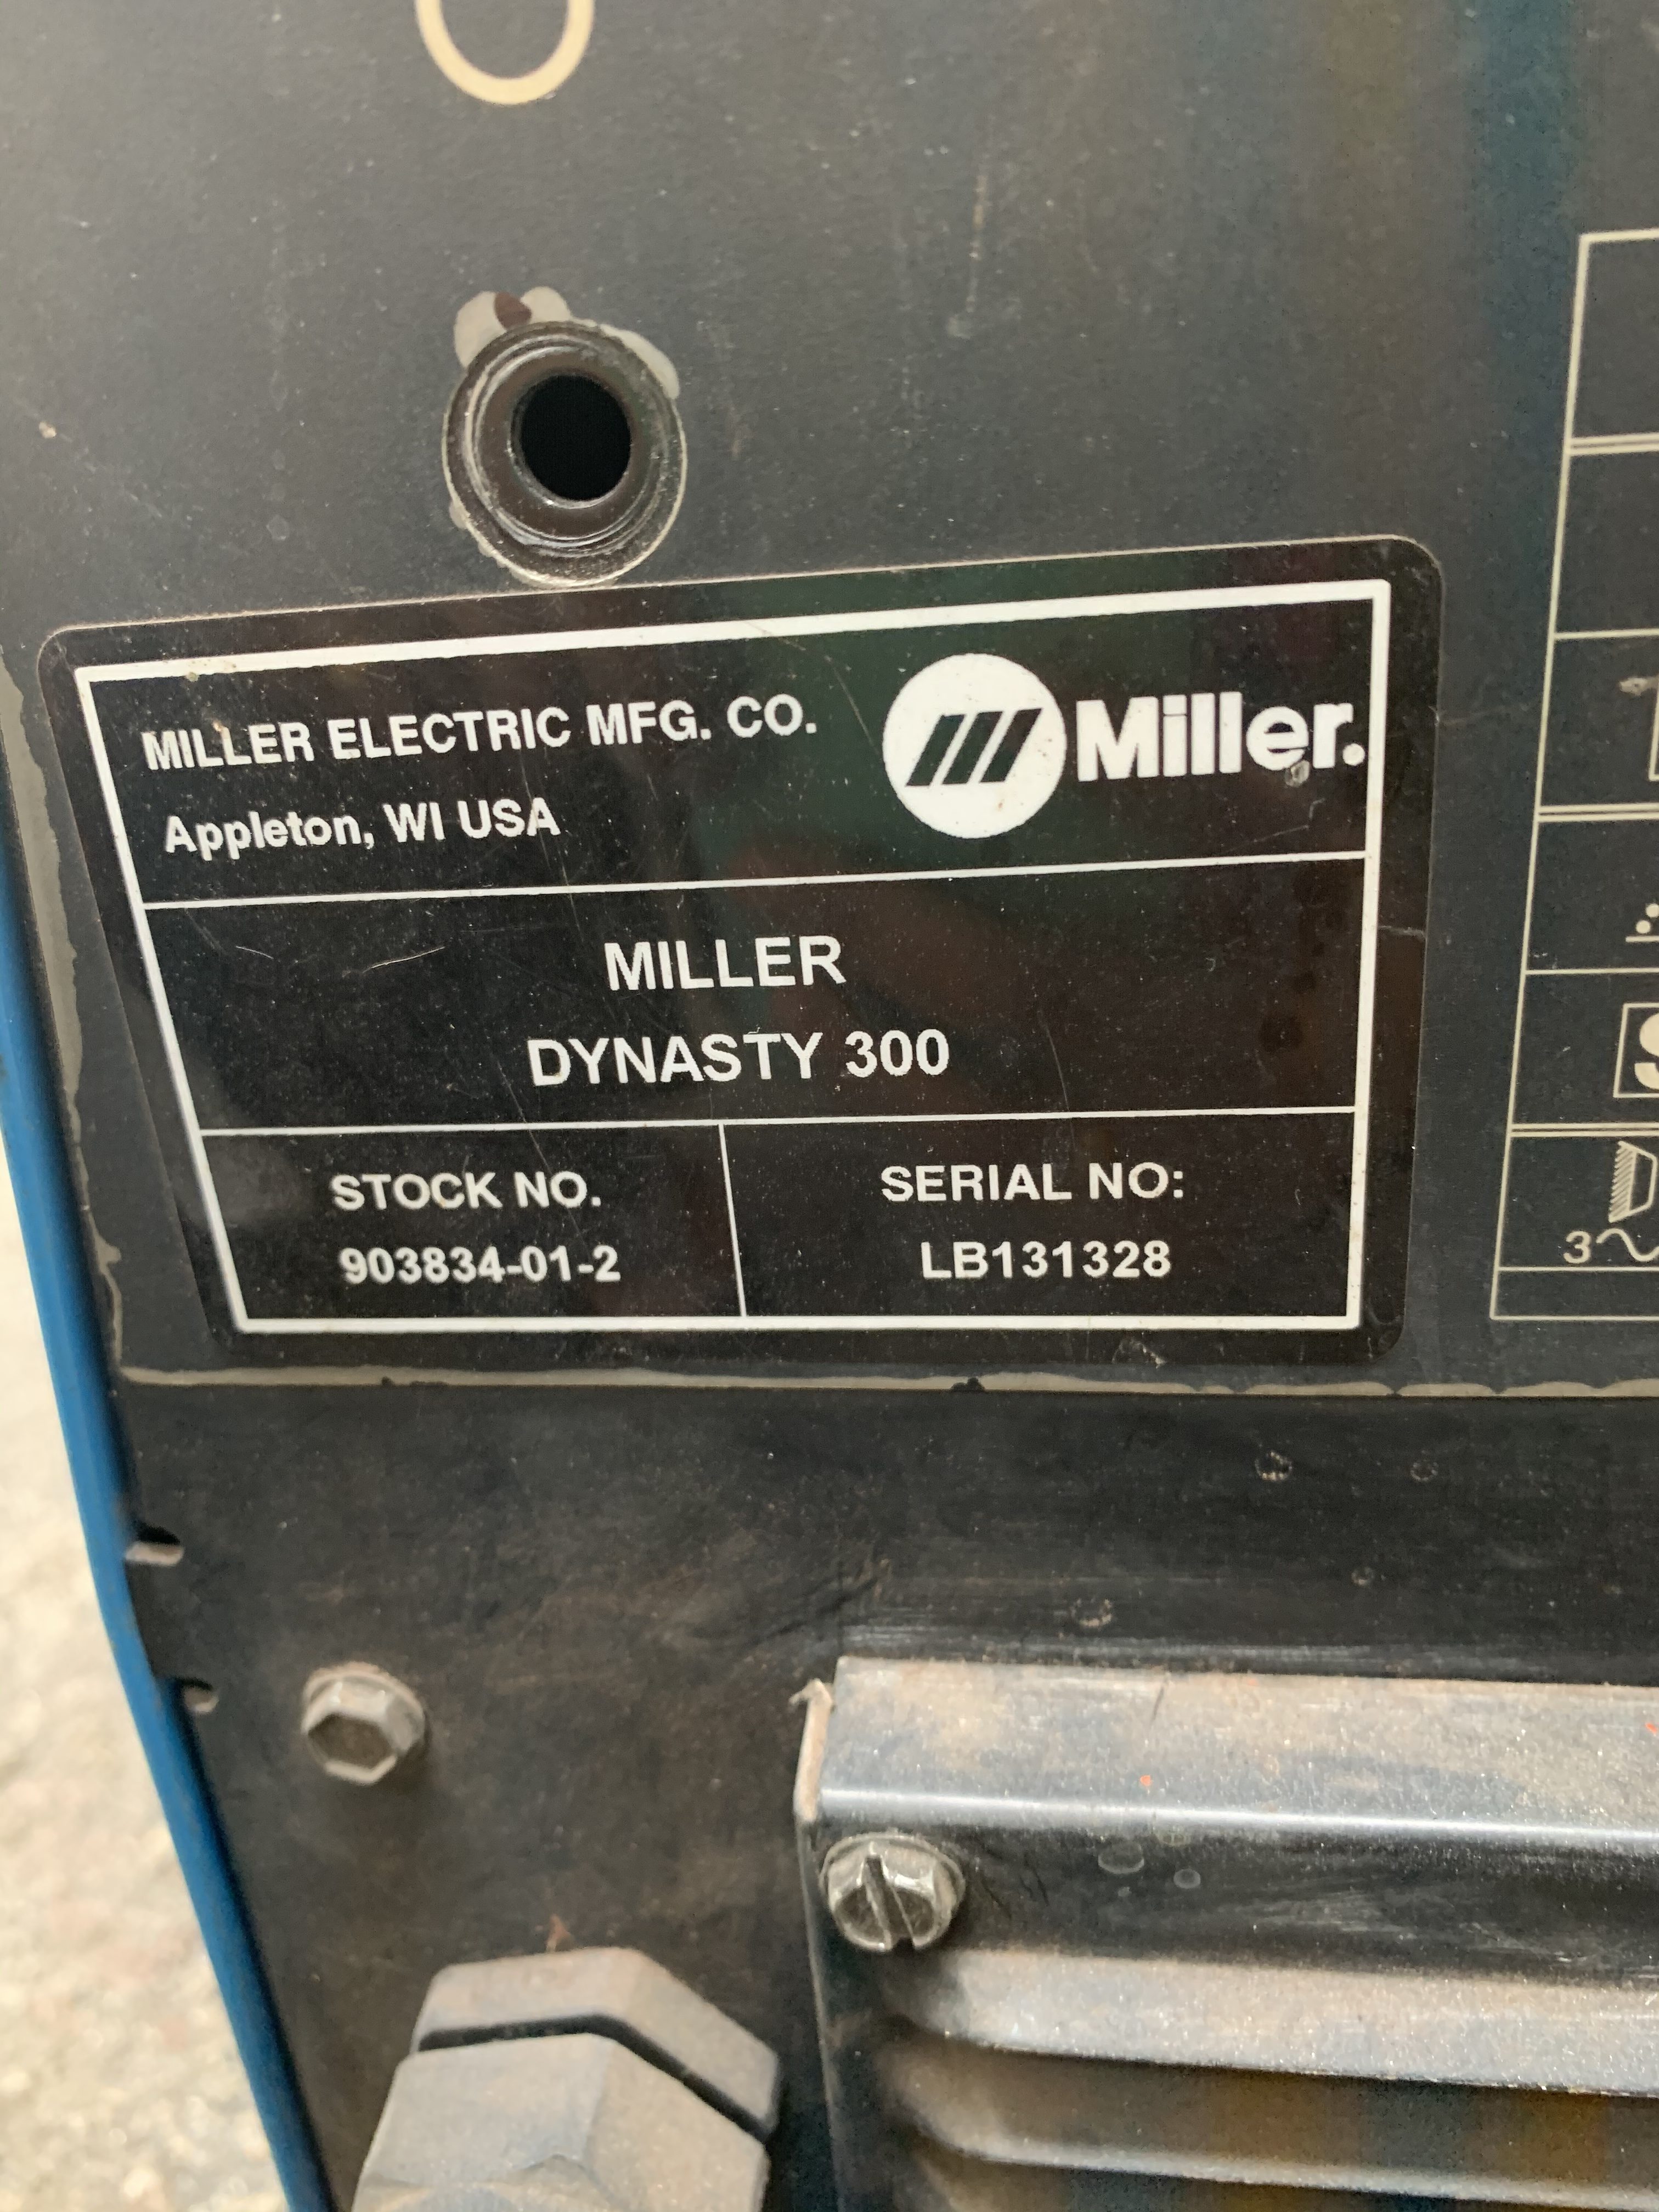 MILLER ELECTRIC MFG. CO.
Appleton, WI USA
Miller.
MILLER
DYNASTY 300
STOCK NO.
903834-01-2
SERIAL NO:
LB131328
S
3~